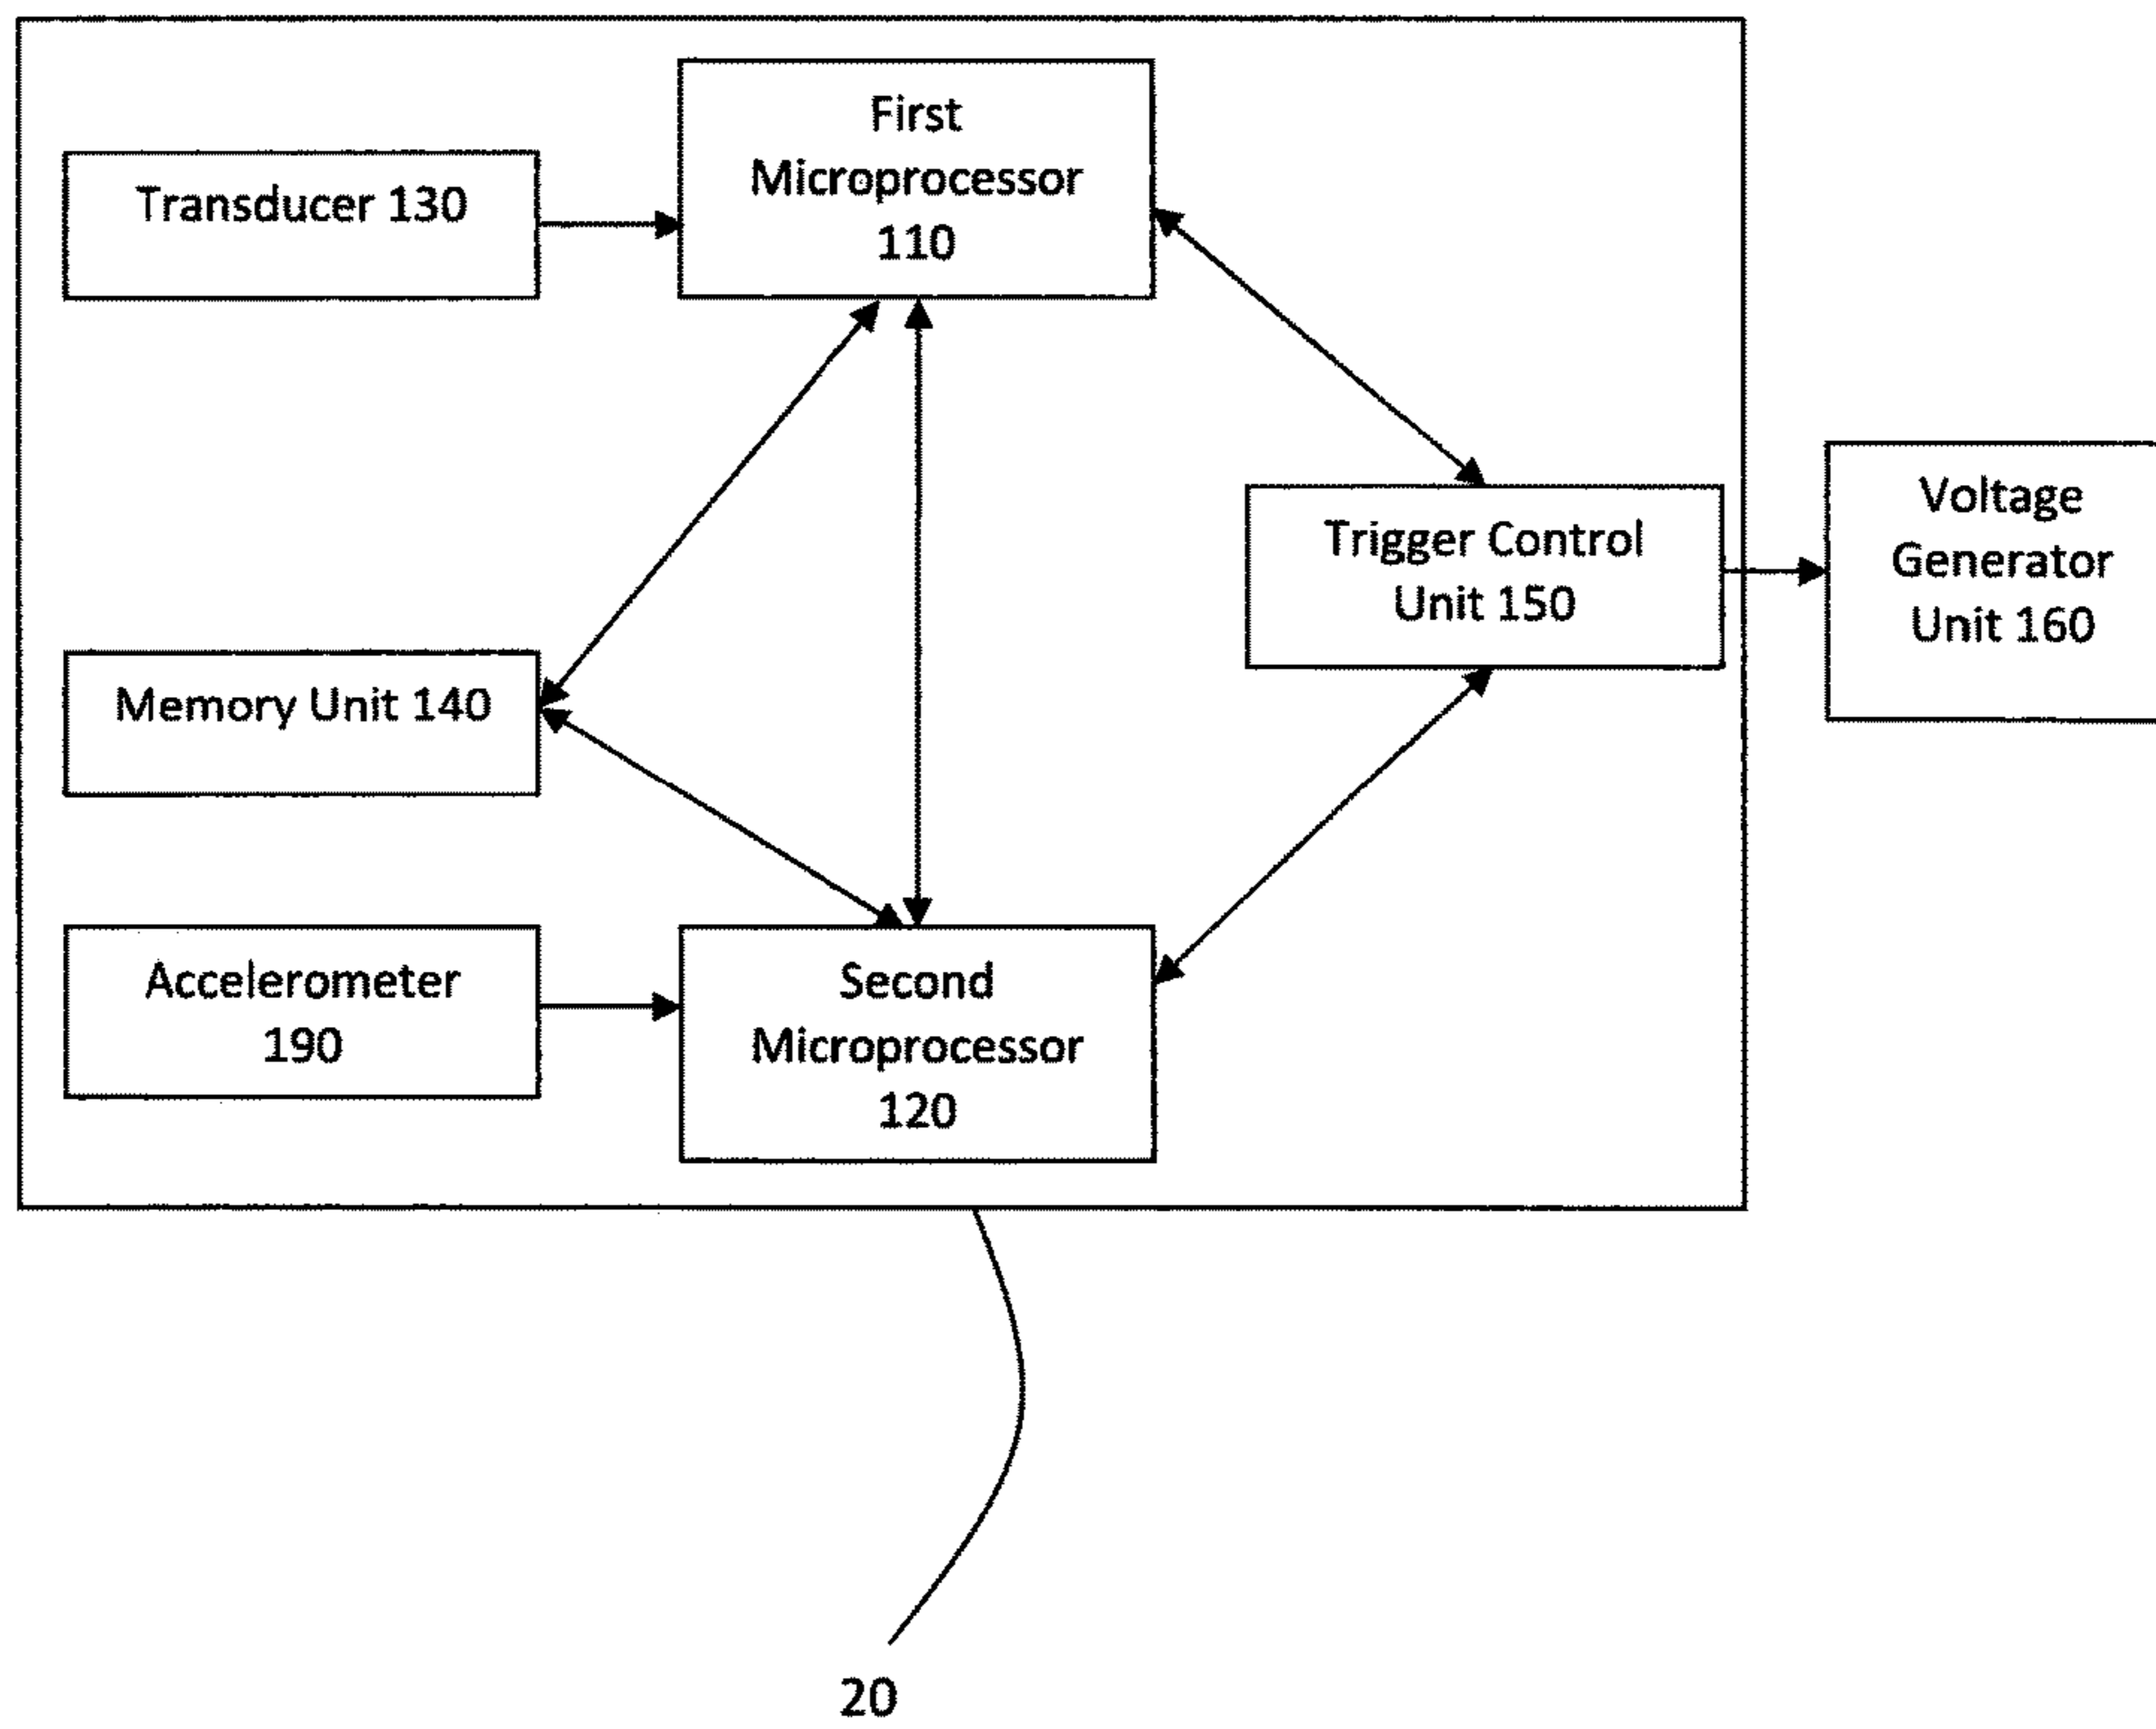 First
Microprocessor
110
Transducer 130
Voltage
Generator
Unit 160
Trigger Control
Unit 150
Memory Unit 140
Accelerometer
190
Second
Microprocessor
120
20